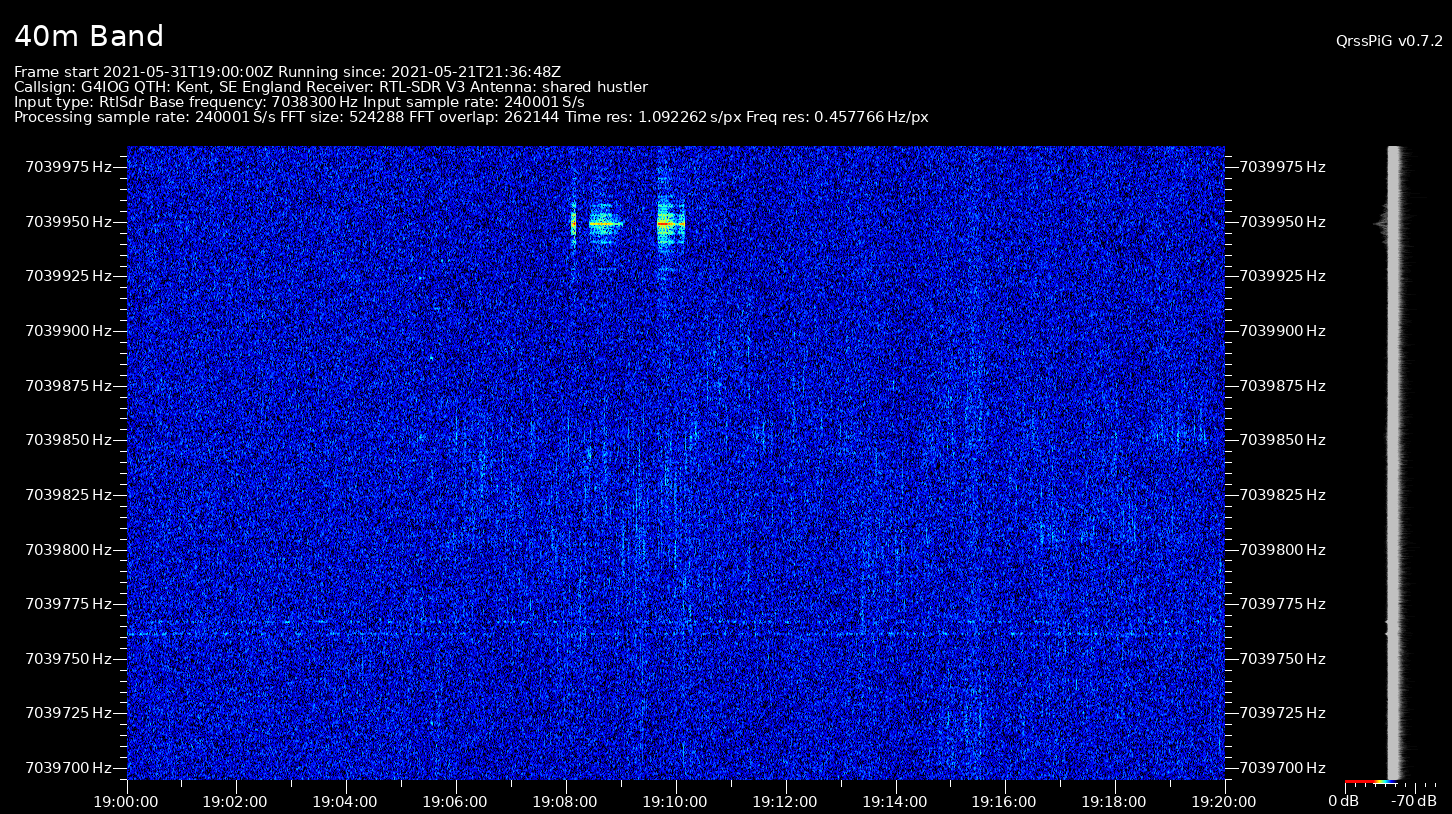 40m Band
QrssPiG v0.7.2
Frame start 2021-05-31T19:00:00Z Running since: 2021-05-21T21:36:48Z
Callsign: G4IOG QTH: Kent, SE England Receiver: RTL-SDR V3 Antenna: shared hustler
Input type: RtlSdr Base frequency: 7038300 Hz Input sample rate: 240001 S/s
Processing sample rate: 240001 S/s FFT size: 524288 FFT overlap: 262144 Time res: 1.092262 s/px Freq res: 0.457766 Hz/px
7039975 Hz 7039975 Hz
7039950 Hz 7039950 Hz
7039925 Hz 7039925 Hz
7039900 Hz 7039900 Hz
7039875 Hz 7039875 Hz
7039850 Hz 7039850 Hz
7039825 Hz 7039825 Hz
7039800 Hz 7039800 Hz
7039775 Hz 7039775 Hz
7039750 Hz 7039750 Hz
7039725 Hz 7039725 Hz
7039700 Hz 7039700 Hz
19:00:00 19:02:00 19:04:00 19:06:00 19:08:00 19:10:00 19:12:00 19:14:00 19:16:00 19:18:00 19:20:00 0 dB -70 dB